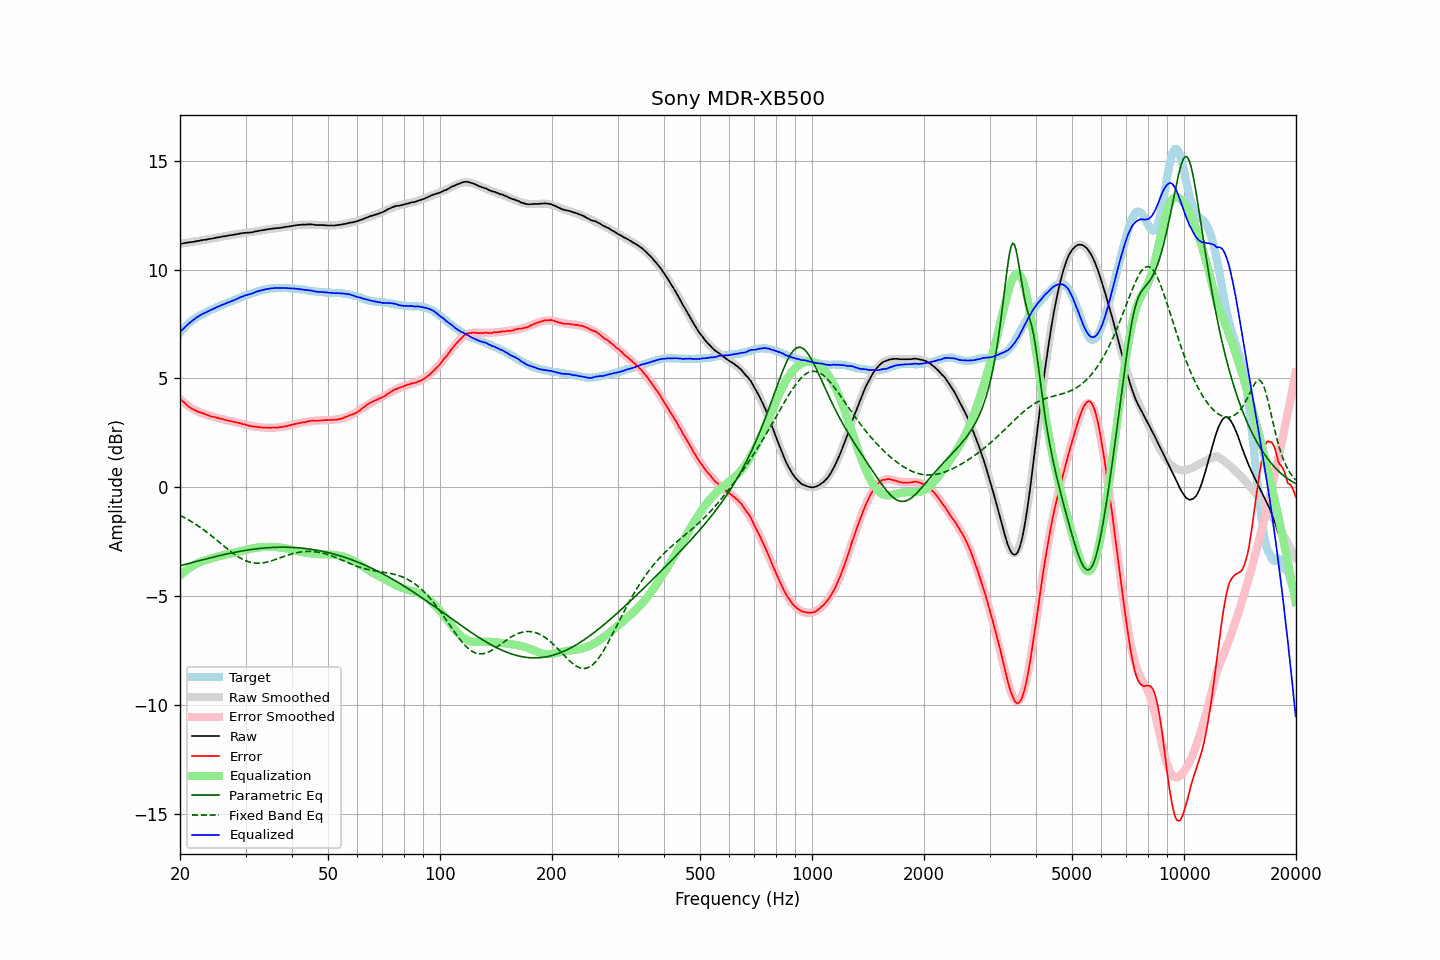 Sony MDR-XB500
Amplitude (dBr)
15
10
5
0
−5
−10
−15
Target
Raw Smoothed
Error Smoothed
Raw
Error
Equalization
Parametric Eq
Fixed Band Eq
Equalized
20 50 100 200 500 1000 2000 5000 10000 20000
Frequency (Hz)